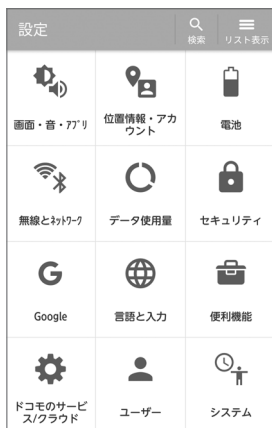 設定
検索
リスト表示
画面・音・ｱﾌﾟﾘ
位置情報・アカ
ウント
電池
無線とﾈｯﾄﾜｰｸ
データ使用量
セキュリティ
Google
言語と入力
便利機能
ドコモのサービ
ス/クラウド
ユーザー
システム